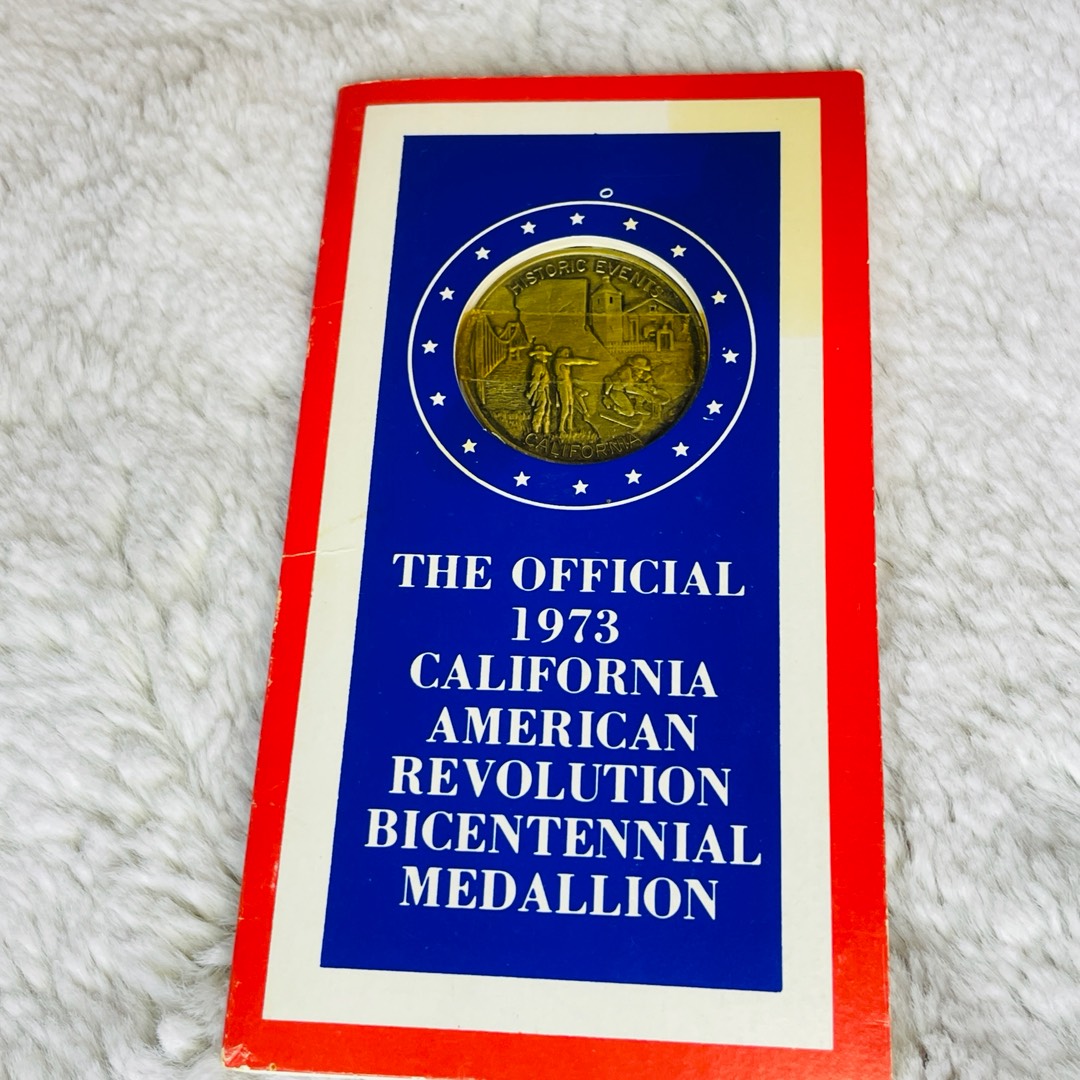 HISTORIC EVENTS
CALIFORNIA
THE OFFICIAL
1973
CALIFORNIA
AMERICAN
REVOLUTION
BICENTENNIAL
MEDALLION